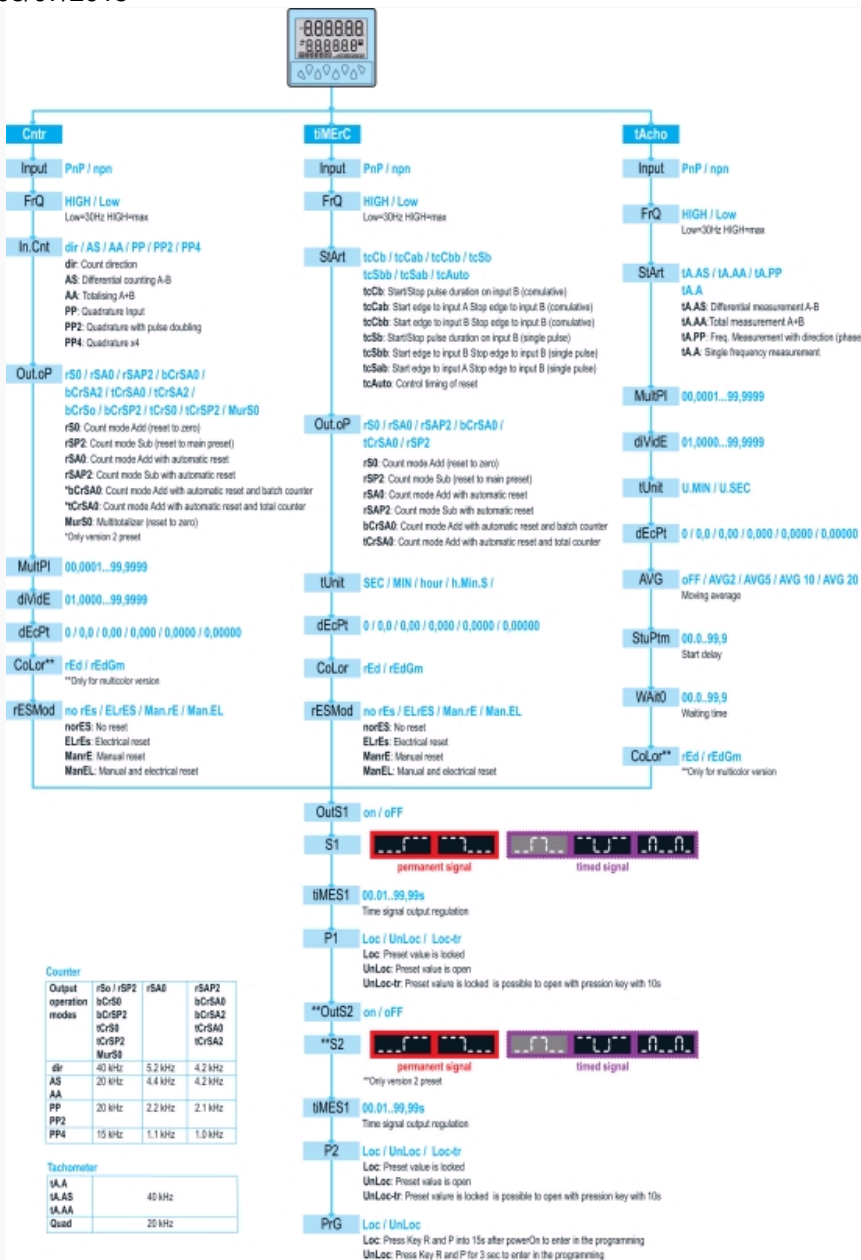 -8.8.8.8.8.8
Cntr
Input PnP / npn
FrQ HIGH / Low
Low=30Hz HIGH=max
In.Cnt dir / AS / AA / PP / PP2 / PP4
dir: Count direction
AS: Differential counting A-B
AA: Totalising A+B
PP: Quadrature Input
PP2: Quadrature with pulse doubling
PP4: Quadrature x4
Out.oP rS0 / rSA0 / rSAP2 / bCrSA0 /
bCrSA2 / tCrSA0 / tCrSA2 /
bCrSo / bCrSP2 / tCrS0 / tCrSP2 / MurS0
rS0: Count mode Add (reset to zero)
rSP2: Count mode Sub (reset to main preset)
rSA0: Count mode Add with automatic reset
rSAP2: Count mode Sub with automatic reset
*bCrSA0: Count mode Add with automatic reset and batch counter
*tCrSA0: Count mode Add with automatic reset and total counter
MurS0: Multitotalizer (reset to zero)
*Only version 2 preset
MultPl 00,0001...99,9999
diVidE 01,0000...99,9999
dEcPt 0 / 0,0 / 0,00 / 0,000 / 0,0000 / 0,00000
CoLor** rEd / rEdGrn
**Only for multicolor version
rESMod no rEs / ELrES / Man.rE / Man.EL
norES: No reset
ELrEs: Electrical reset
ManrE: Manual reset
ManEL: Manual and electrical reset
tiMErC
Input PnP / npn
FrQ HIGH / Low
Low=30Hz HIGH=max
StArt tcCb / tcCab / tcCbb / tcSb
tcSbb / tcSab / tcAuto
tcCb: Start/Stop pulse duration on input B (comulative)
tcCab: Start edge to input A Stop edge to input B (comulative)
tcCbb: Start edge to input B Stop edge to input B (comulative)
tcSb: Start/Stop pulse duration on input B (single pulse)
tcSbb: Start edge to input B Stop edge to input B (single pulse)
tcSab: Start edge to input A Stop edge to input B (single pulse)
tcAuto: Control timing of reset
Out.oP rS0 / rSA0 / rSAP2 / bCrSA0 /
tCrSA0 / rSP2
rS0: Count mode Add (reset to zero)
rSP2: Count mode Sub (reset to main preset)
rSA0: Count mode Add with automatic reset
rSAP2: Count mode Sub with automatic reset
bCrSA0: Count mode Add with automatic reset and batch counter
tCrSA0: Count mode Add with automatic reset and total counter
tUnit SEC / MIN / hour / h.Min.S /
dEcPt 0 / 0,0 / 0,00 / 0,000 / 0,0000 / 0,00000
CoLor rEd / rEdGrn
rESMod no rEs / ELrES / Man.rE / Man.EL
norES: No reset
ELrEs: Electrical reset
ManrE: Manual reset
ManEL: Manual and electrical reset
tAcho
Input PnP / npn
FrQ HIGH / Low
Low=30Hz HIGH=max
StArt tA.AS / tA.AA / tA.PP
tA.A
tA.AS: Differential measurement A-B
tA.AA: Total measurement A+B
tA.PP: Freq. Measurement with direction (phase
tA.A: Single frequency measurement
MultPl 00,0001...99,9999
diVidE 01,0000...99,9999
tUnit U.MIN / U.SEC
dEcPt 0 / 0,0 / 0,00 / 0,000 / 0,0000 / 0,00000
AVG oFF / AVG2 / AVG5 / AVG 10 / AVG 20
Moving average
StuPtm 00.0..99,9
Start delay
WAit0 00.0..99,9
Waiting time
CoLor** rEd / rEdGrn
**Only for multicolor version
OutS1 on / oFF
S1
permanent signal timed signal
tiMES1 00.01..99,99s
Time signal output regulation
P1 Loc / UnLoc / Loc-tr
Loc: Preset value is locked
UnLoc: Preset value is open
UnLoc-tr: Preset value is locked is possible to open with pression key with 10s
**OutS2 on / oFF
**S2
permanent signal timed signal
**Only version 2 preset
tiMES1 00.01..99,99s
Time signal output regulation
P2 Loc / UnLoc / Loc-tr
Loc: Preset value is locked
UnLoc: Preset value is open
UnLoc-tr: Preset value is locked is possible to open with pression key with 10s
PrG Loc / UnLoc
Loc: Press Key R and P into 15s after powerOn to enter in the programming
UnLoc: Press Key R and P for 3 sec to enter in the programming
Counter
Output operation modes rSo / rSP2 bCrS0 bCrSP2 tCrS0 tCrSP2 MurS0 rSA0 rSAP2 bCrSA0 bCrSA2 tCrSA0 tCrSA2
dir 40 kHz 5.2 kHz 4.2 kHz
AS AA 20 kHz 4.4 kHz 4.2 kHz
PP PP2 20 kHz 2.2 kHz 2.1 kHz
PP4 15 kHz 1.1 kHz 1.0 kHz
Tachometer
tA.A
tA.AS 40 kHz
tA.AA
Quad 20 kHz